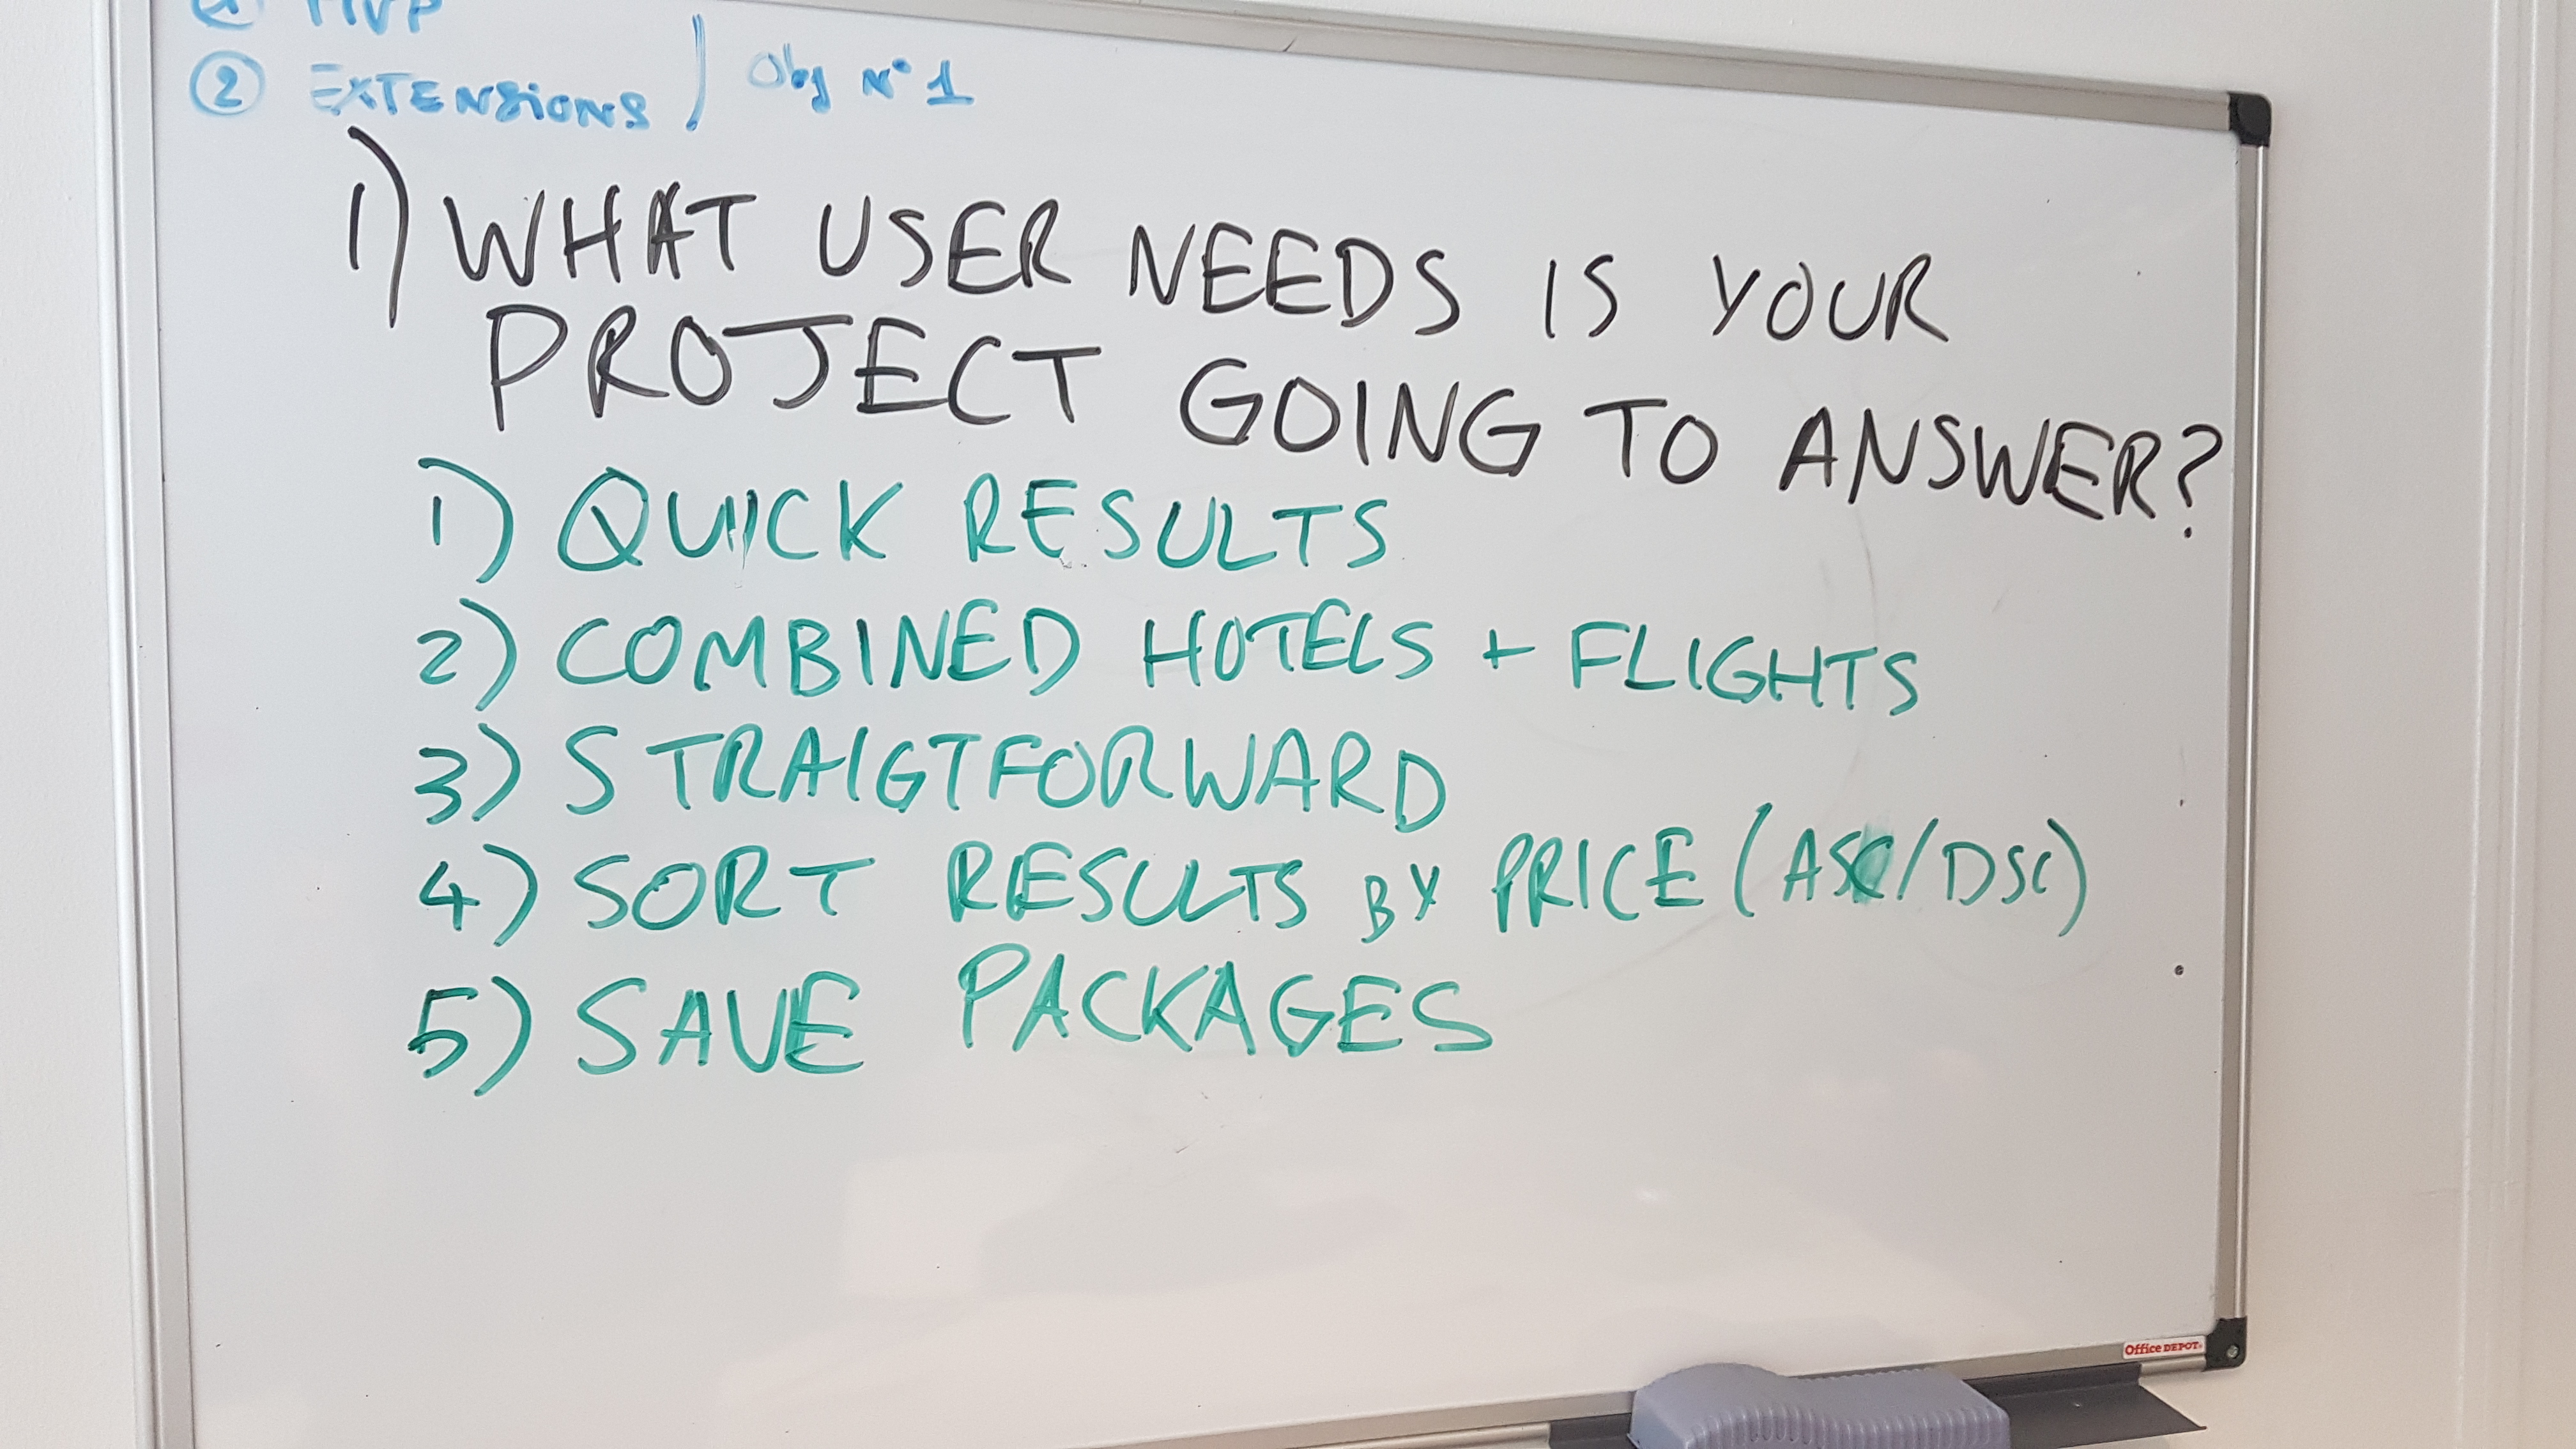 ① MVP
② EXTENSIONS ) Obj N° 1
1) WHAT USER NEEDS IS YOUR
PROJECT GOING TO ANSWER?
1) QUICK RESULTS
2) COMBINED HOTELS + FLIGHTS
3) STRAIGTFORWARD
4) SORT RESULTS BY PRICE (ASC/DSC)
5) SAVE PACKAGES
Office DEPOT